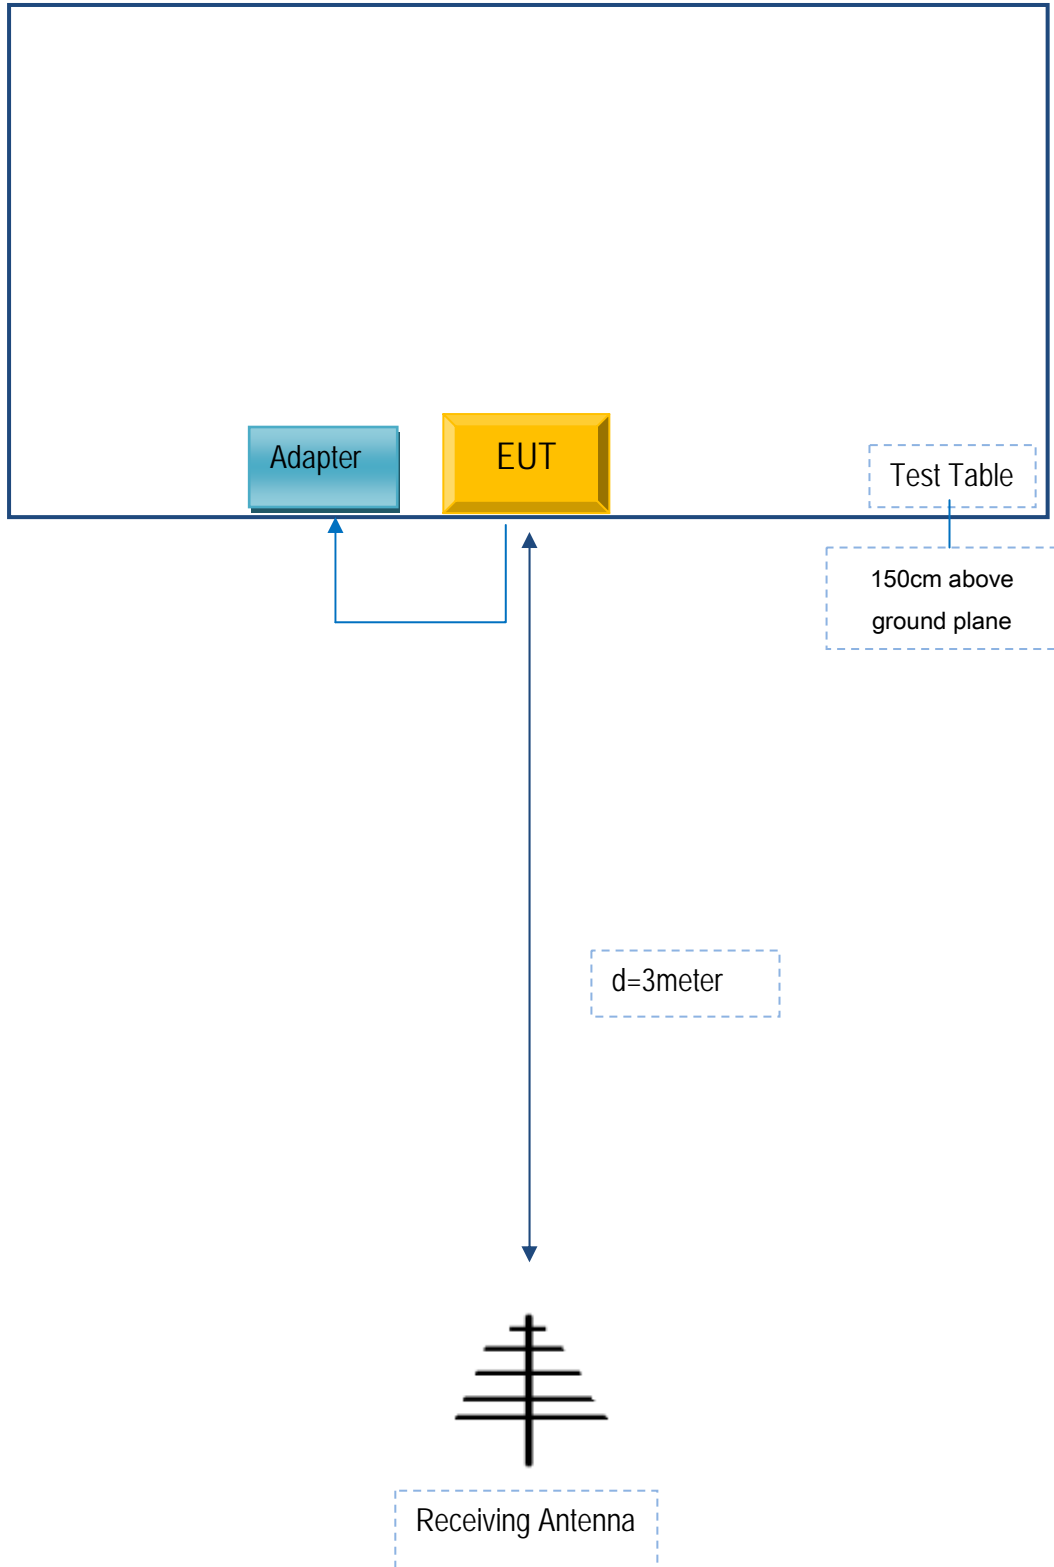 Adapter
EUT
Test Table
150cm above
ground plane
d=3meter
Receiving Antenna